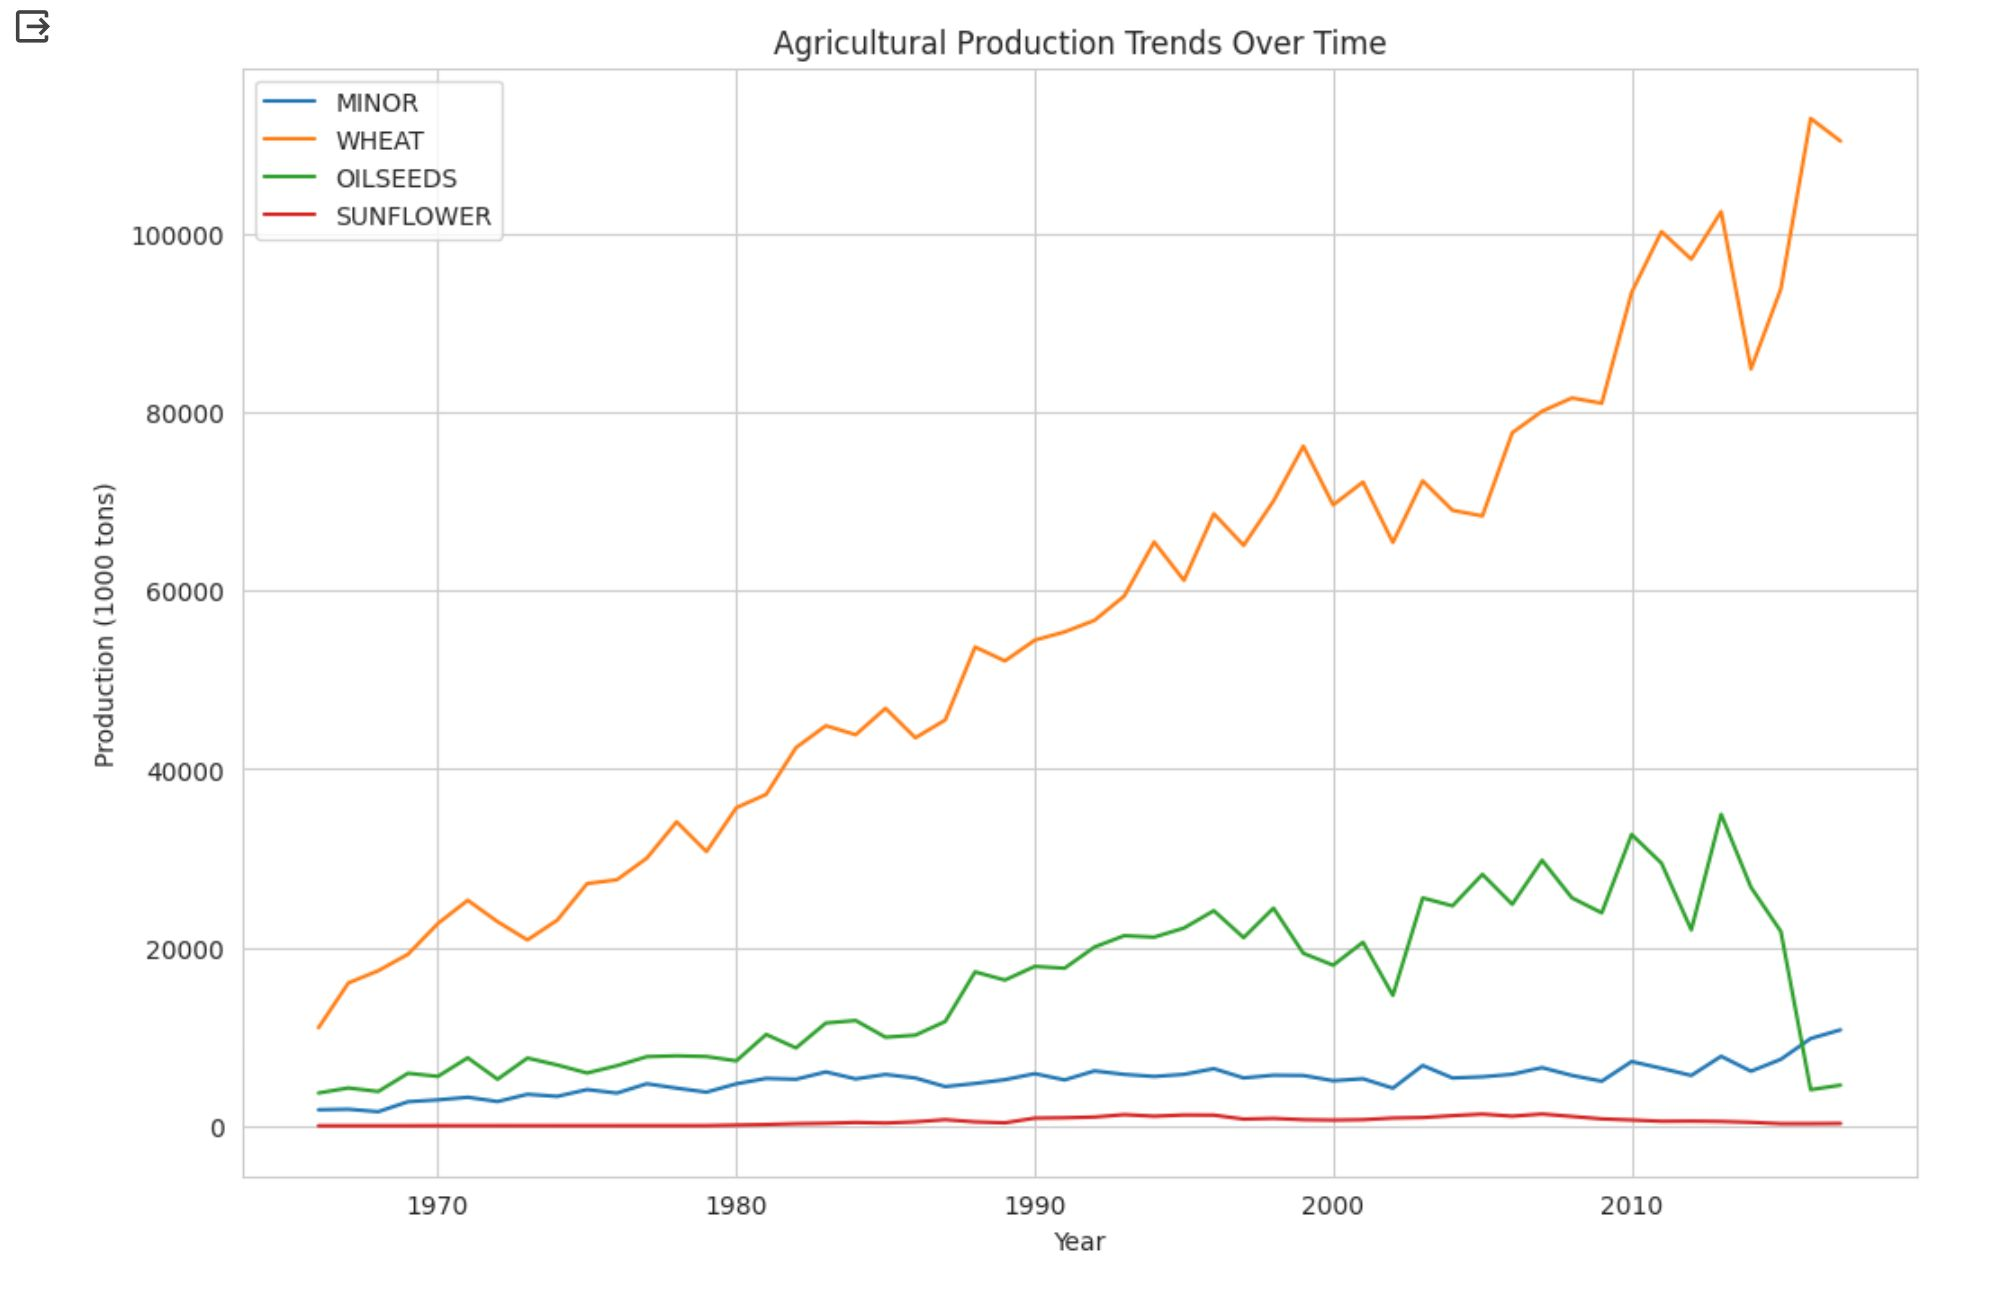 Agricultural Production Trends Over Time
MINOR
WHEAT
OILSEEDS
SUNFLOWER
100000
80000
60000
40000
20000
0
Production (1000 tons)
1970 1980 1990 2000 2010
Year